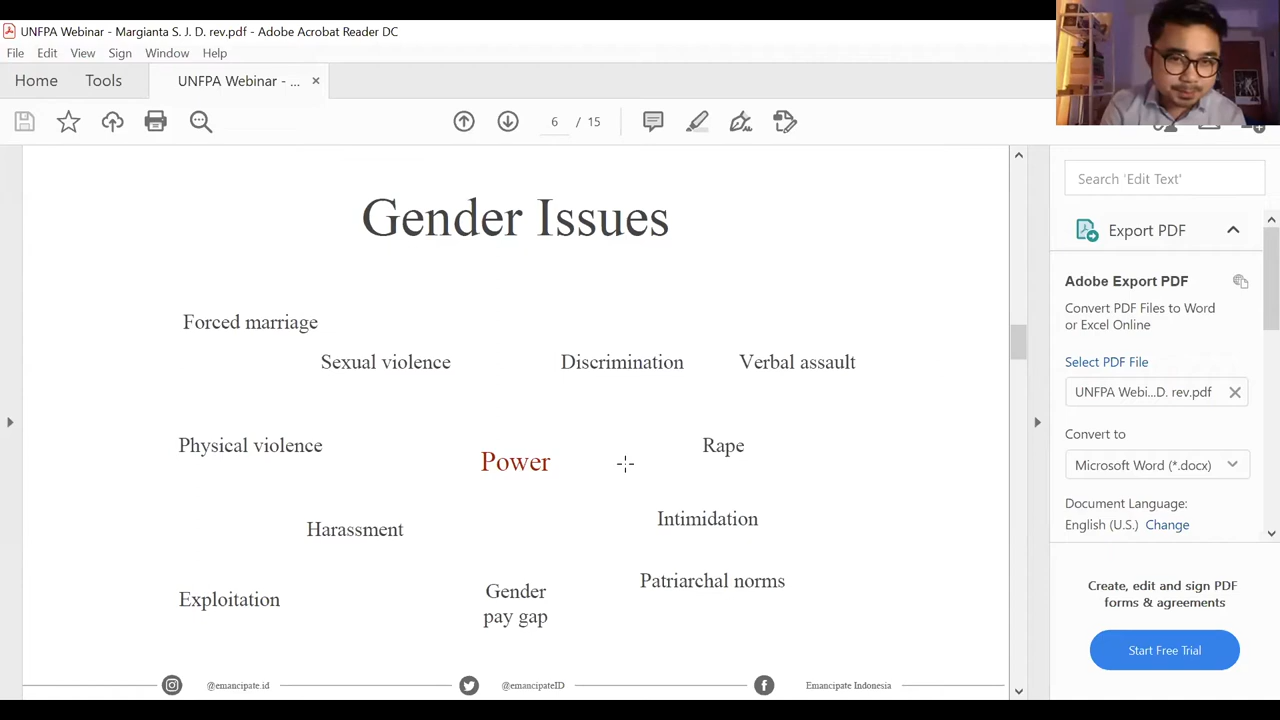 UNFPA Webinar - Margianta S. J. D. rev.pdf - Adobe Acrobat Reader DC
File Edit View Sign Window Help
Home Tools UNFPA Webinar - ... ×
6 / 15
Search 'Edit Text'
Gender Issues
Export PDF
Adobe Export PDF
Convert PDF Files to Word
or Excel Online
Forced marriage
Sexual violence Discrimination Verbal assault
Select PDF File
UNFPA Webi...D. rev.pdf
Convert to
Physical violence Rape
Power
Microsoft Word (*.docx)
Document Language:
English (U.S.) Change
Intimidation
Harassment
Patriarchal norms
Exploitation
Gender
pay gap
Create, edit and sign PDF
forms & agreements
Start Free Trial
@emancipate.id @emancipateID Emancipate Indonesia